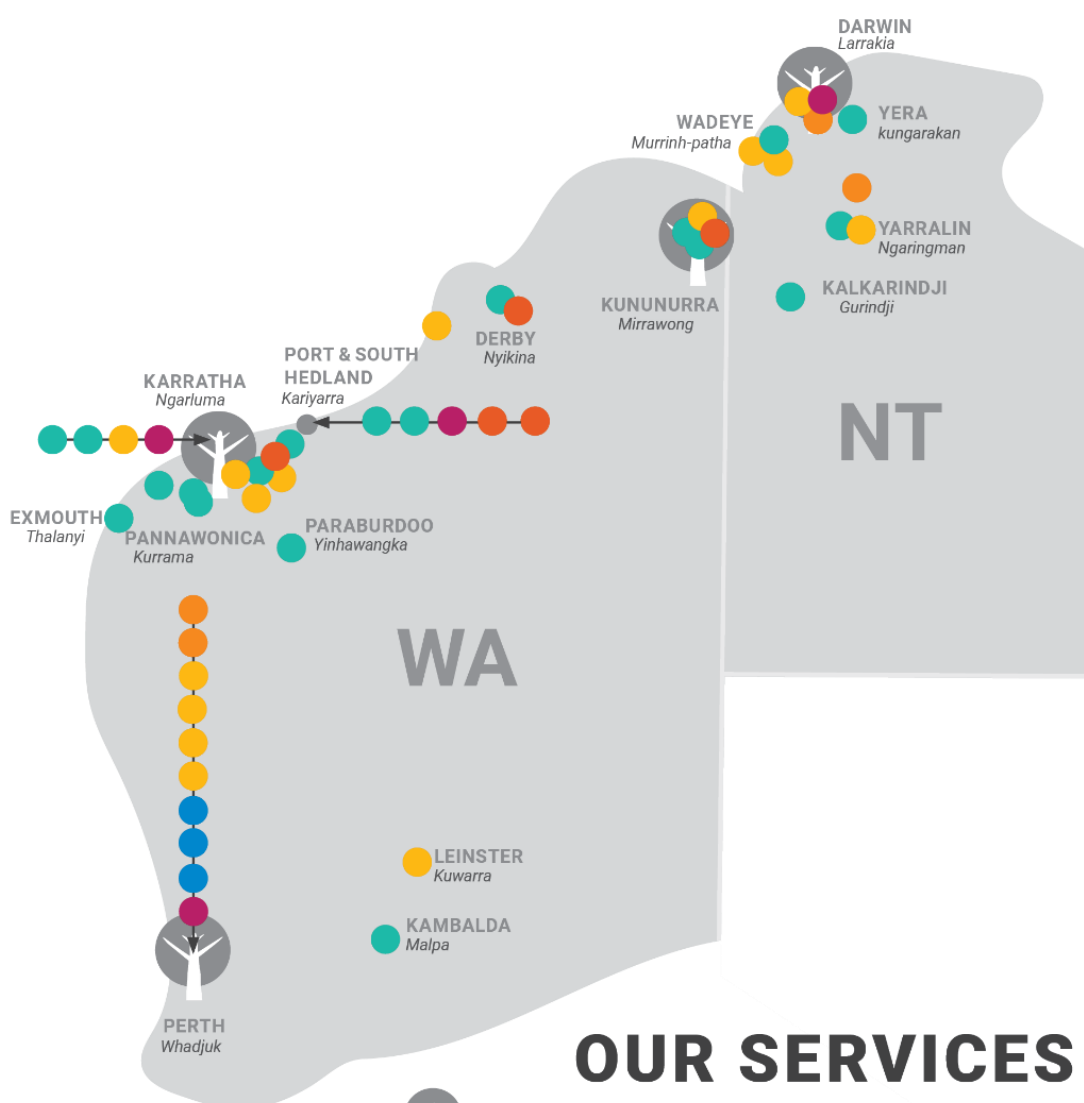 DARWIN
Larrakia
YERA
kungarakan
WADEYE
Murrinh-patha
YARRALIN
Ngaringman
KALKARINDJI
Gurindji
KUNUNURRA
Mirrawong
DERBY
Nyikina
PORT & SOUTH
HEDLAND
Kariyarra
KARRATHA
Ngarluma
NT
EXMOUTH
Thalanyi
PANNAWONICA
Kurrama
PARABURDOO
Yinhawangka
WA
LEINSTER
Kuwarra
KAMBALDA
Malpa
PERTH
Whadjuk
OUR SERVICES